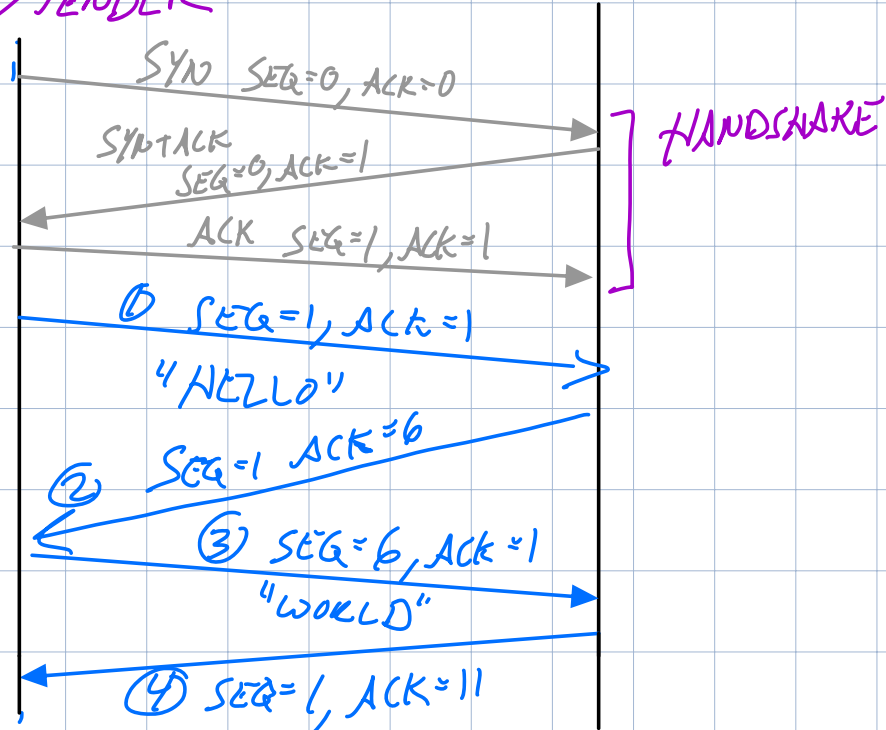 SENDER
SYN SEQ=0, ACK=0
HANDSHAKE
SYN+ACK
SEQ=0, ACK=1
ACK SEQ=1, ACK=1
① SEQ=1, ACK=1
"HELLO"
② SEQ=1 ACK=6
③ SEQ=6, ACK=1
"WORLD"
④ SEQ=1, ACK=11